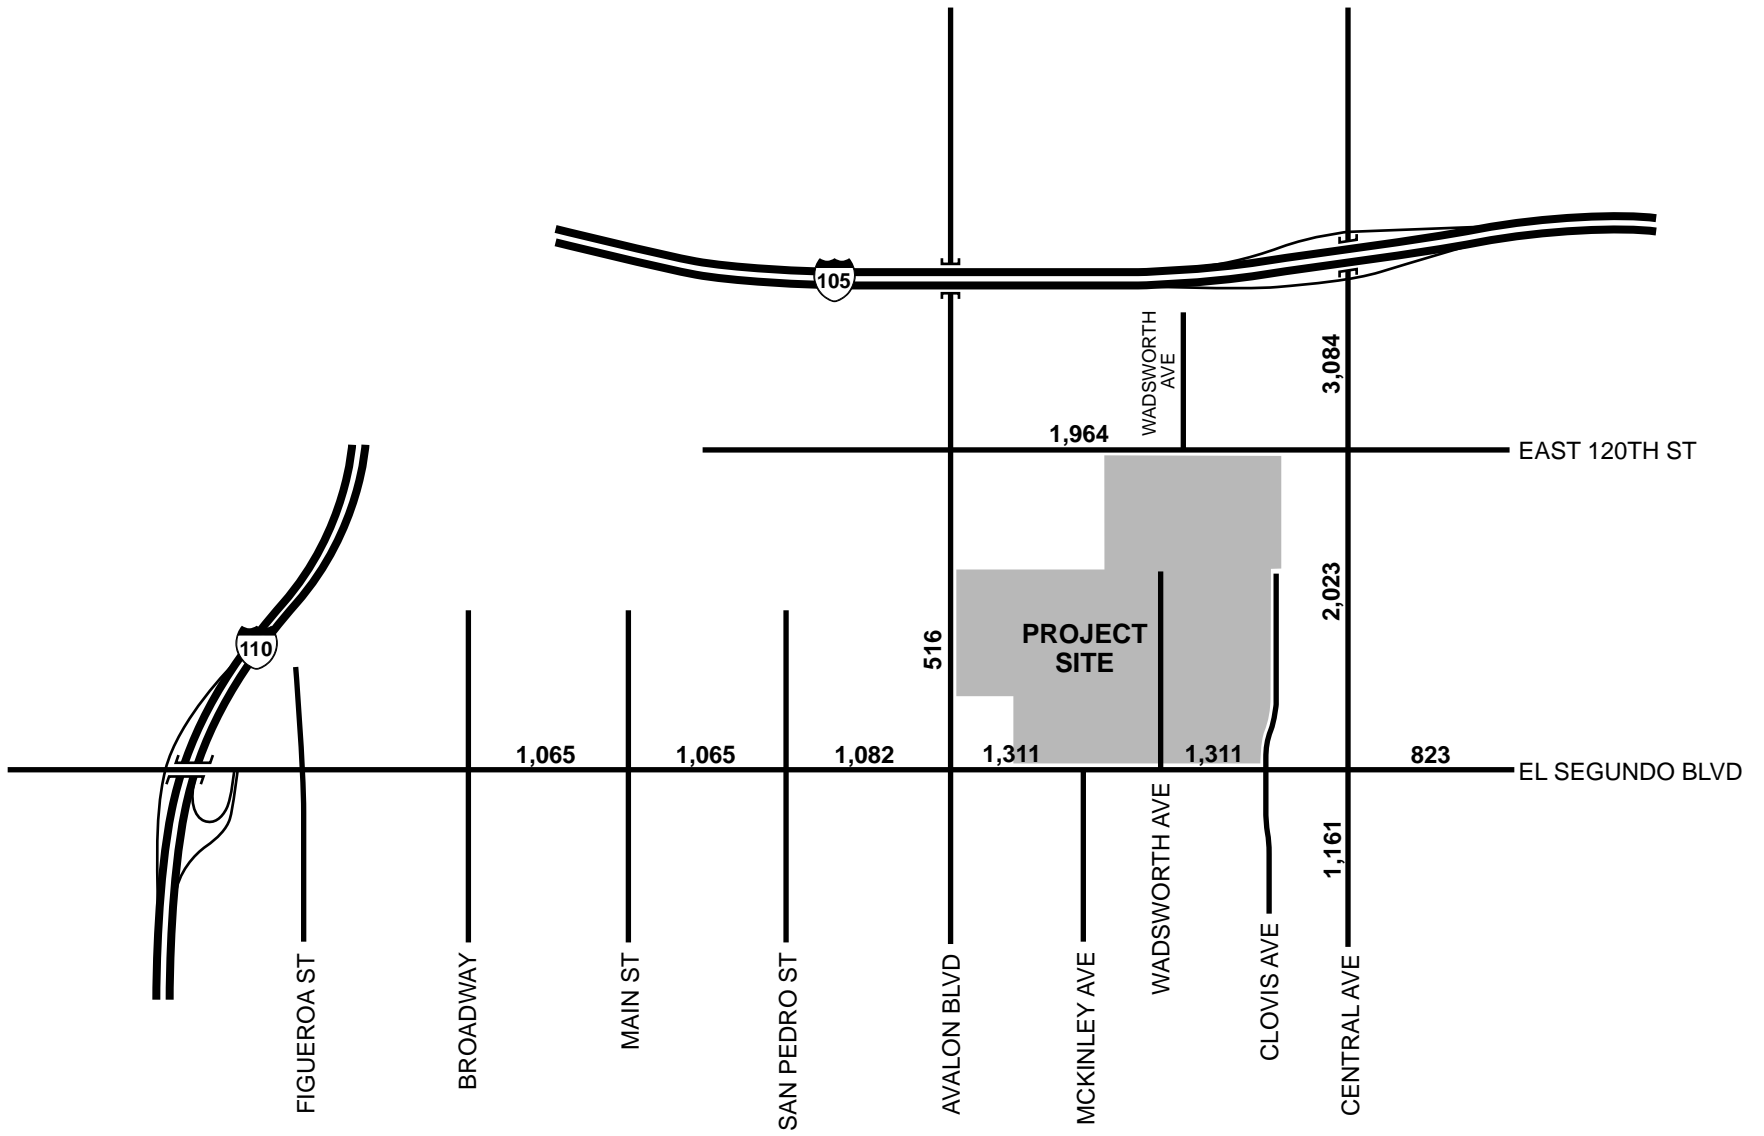 105
WADSWORTH
AVE
3,084
1,964
EAST 120TH ST
2,023
PROJECT
SITE
516
110
1,065
1,065
1,082
1,311
1,311
823
EL SEGUNDO BLVD
1,161
FIGUEROA ST
BROADWAY
MAIN ST
SAN PEDRO ST
AVALON BLVD
MCKINLEY AVE
WADSWORTH AVE
CLOVIS AVE
CENTRAL AVE